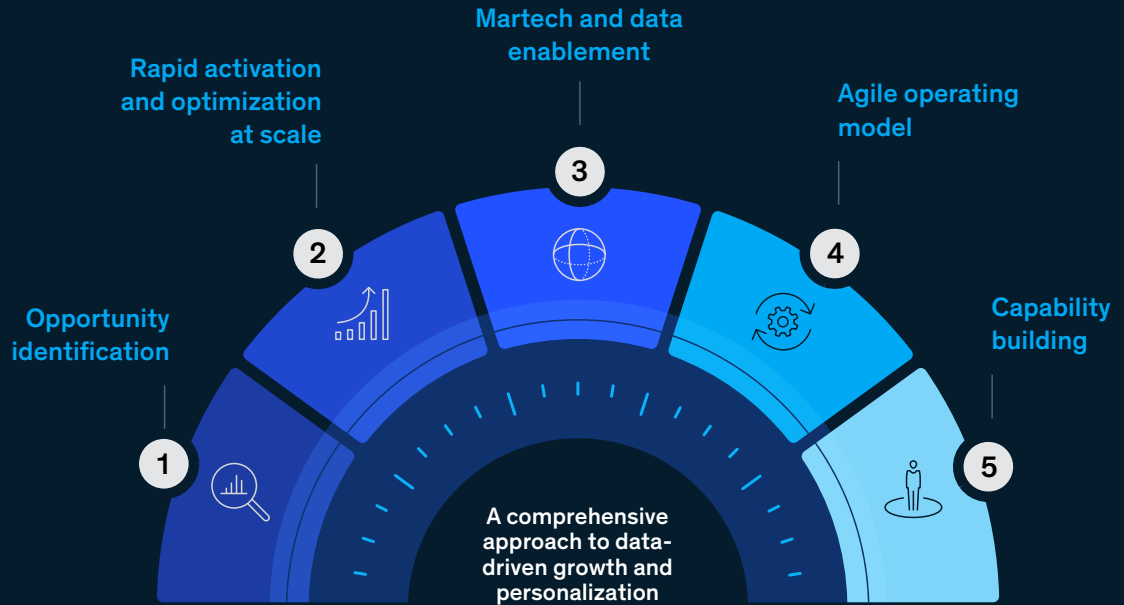 Martech and data
enablement
Rapid activation
and optimization
at scale
Agile operating
model
Opportunity
identification
Capability
building
1
2
3
4
5
A comprehensive
approach to data-
driven growth and
personalization